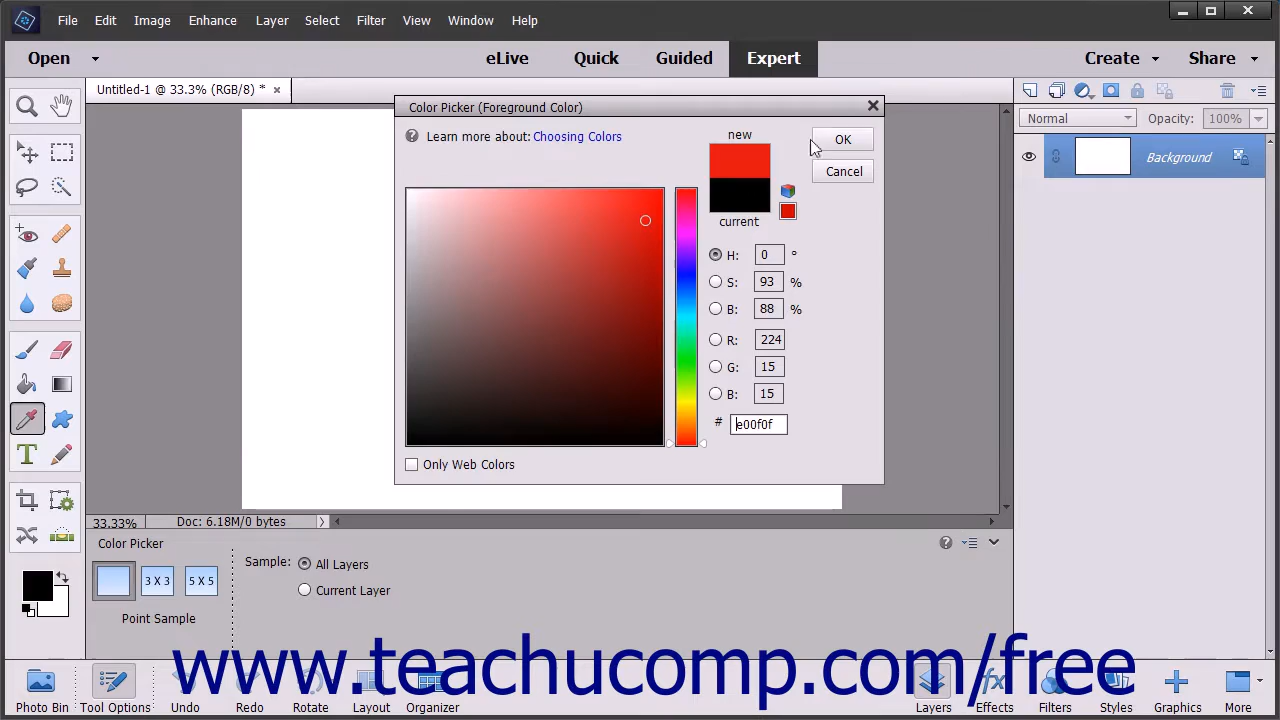 File Edit Image Enhance Layer Select Filter View Window Help
Open eLive Quick Guided Expert Create Share
Untitled-1 @ 33.3% (RGB/8) * ×
Color Picker (Foreground Color)
Normal Opacity: 100%
? Learn more about: Choosing Colors
new
OK
Cancel
Background
current
H: 0 °
S: 93 %
B: 88 %
R: 224
G: 15
B: 15
# e00f0f
Only Web Colors
33.33% Doc: 6.18M/0 bytes
Color Picker
Sample: All Layers
3 X 3 5 X 5
Current Layer
Point Sample
www.teachucomp.com/free
Photo Bin Tool Options Undo Redo Rotate Layout Organizer Layers Effects Filters Styles Graphics More